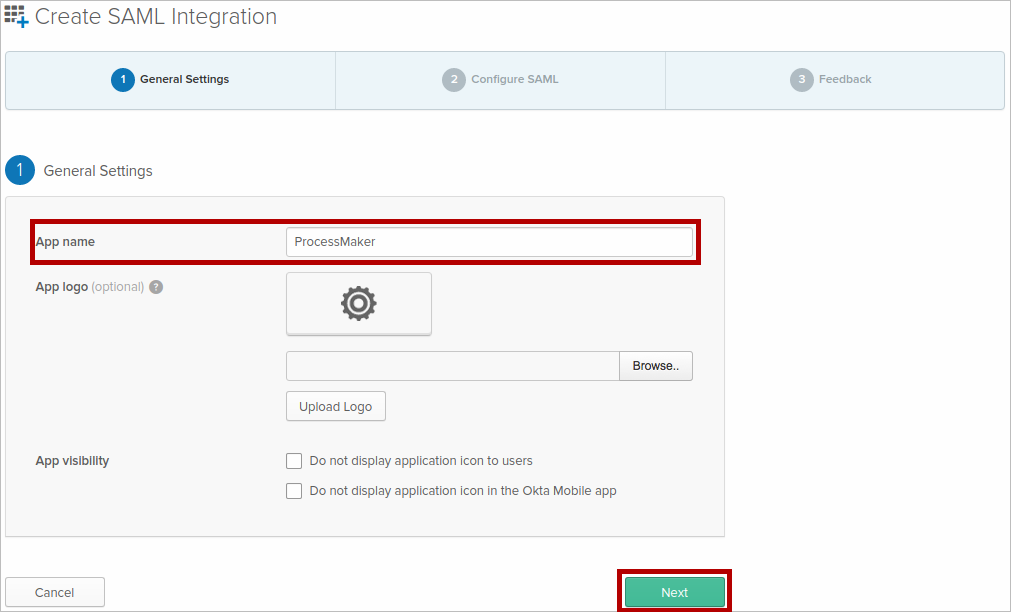 Create SAML Integration
1 General Settings
2 Configure SAML
3 Feedback
1 General Settings
App name
ProcessMaker
App logo (optional) ?
Browse..
Upload Logo
App visibility
Do not display application icon to users
Do not display application icon in the Okta Mobile app
Cancel
Next